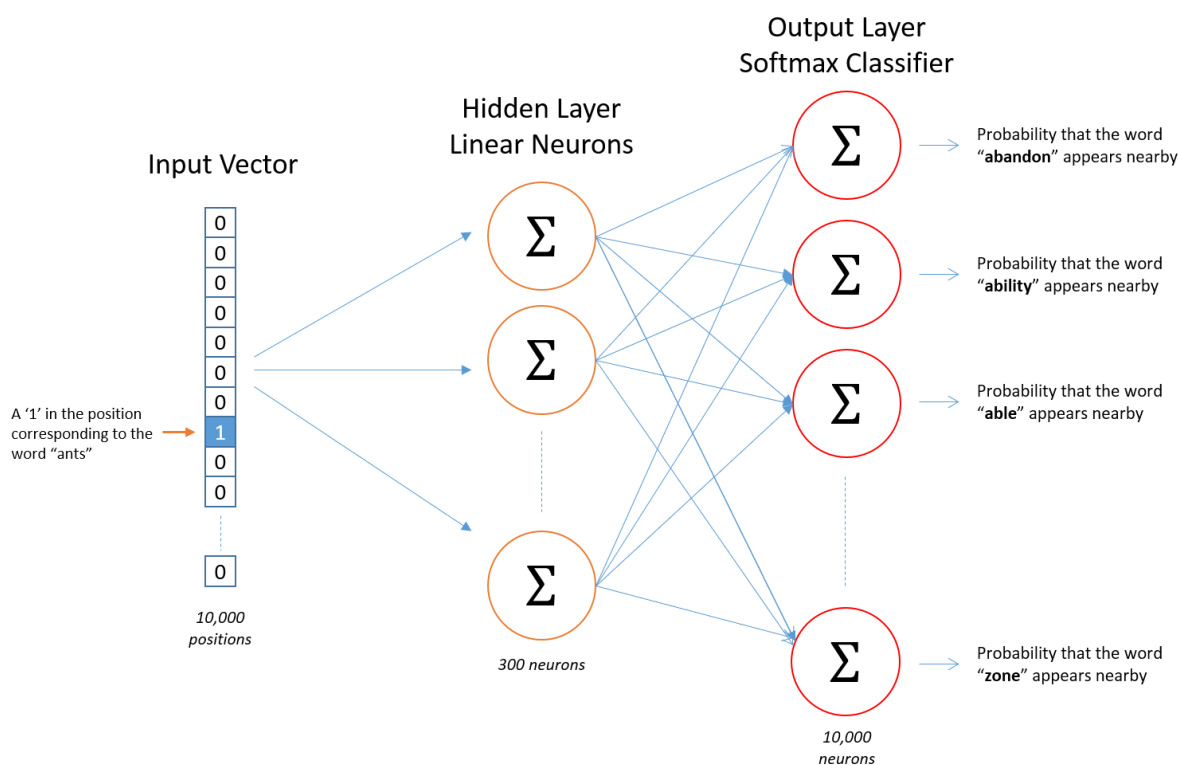 Output Layer
Softmax Classifier
Hidden Layer
Linear Neurons
Input Vector
0
0
0
0
0
0
0
1
0
0
0
A ‘1’ in the position
corresponding to the
word “ants”
10,000
positions
Σ
Σ
Σ
300 neurons
Σ
Σ
Σ
Σ
10,000
neurons
Probability that the word
“abandon” appears nearby
Probability that the word
“ability” appears nearby
Probability that the word
“able” appears nearby
Probability that the word
“zone” appears nearby